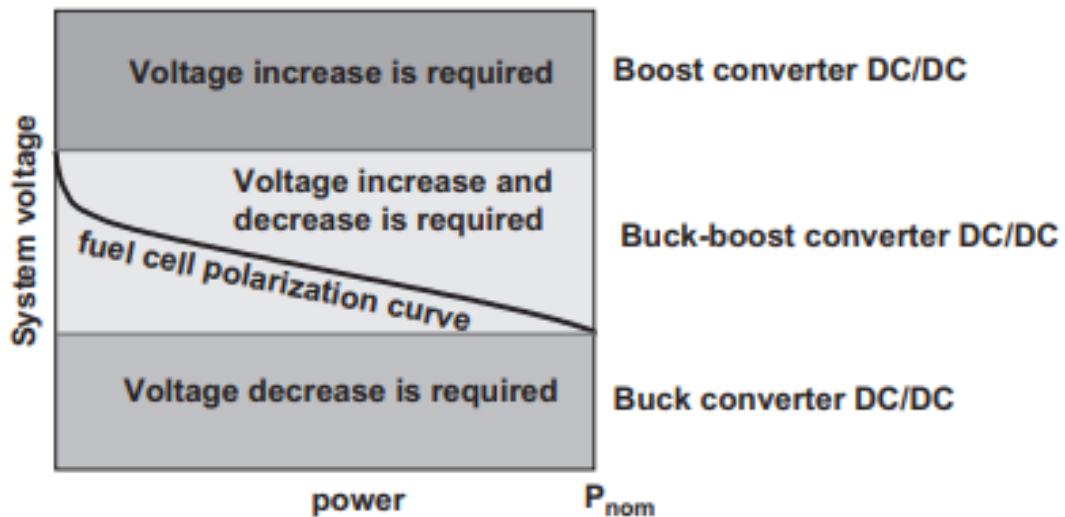 Voltage increase is required
Boost converter DC/DC
System voltage
Voltage increase and
decrease is required
Buck-boost converter DC/DC
fuel cell polarization curve
Voltage decrease is required
Buck converter DC/DC
power
Pnom